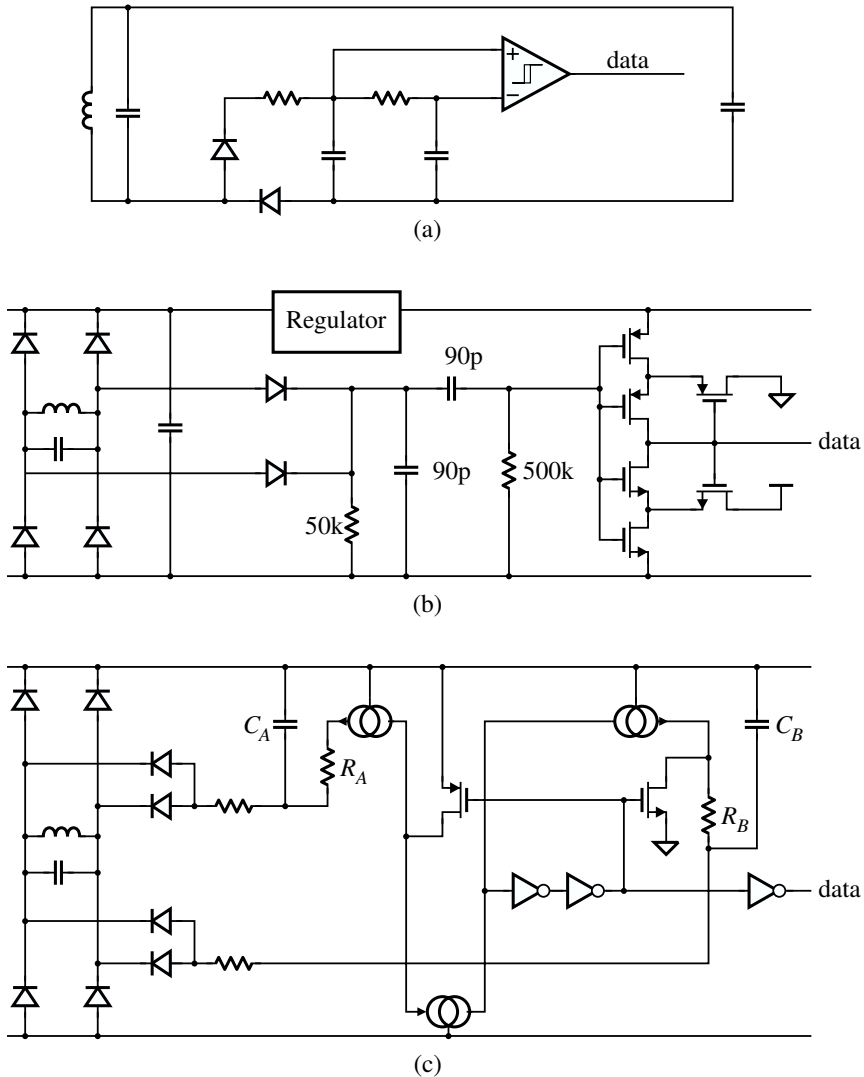 +
−
data
(a)
Regulator
90p
90p
500k
50k
data
(b)
C_A
R_A
C_B
R_B
data
(c)